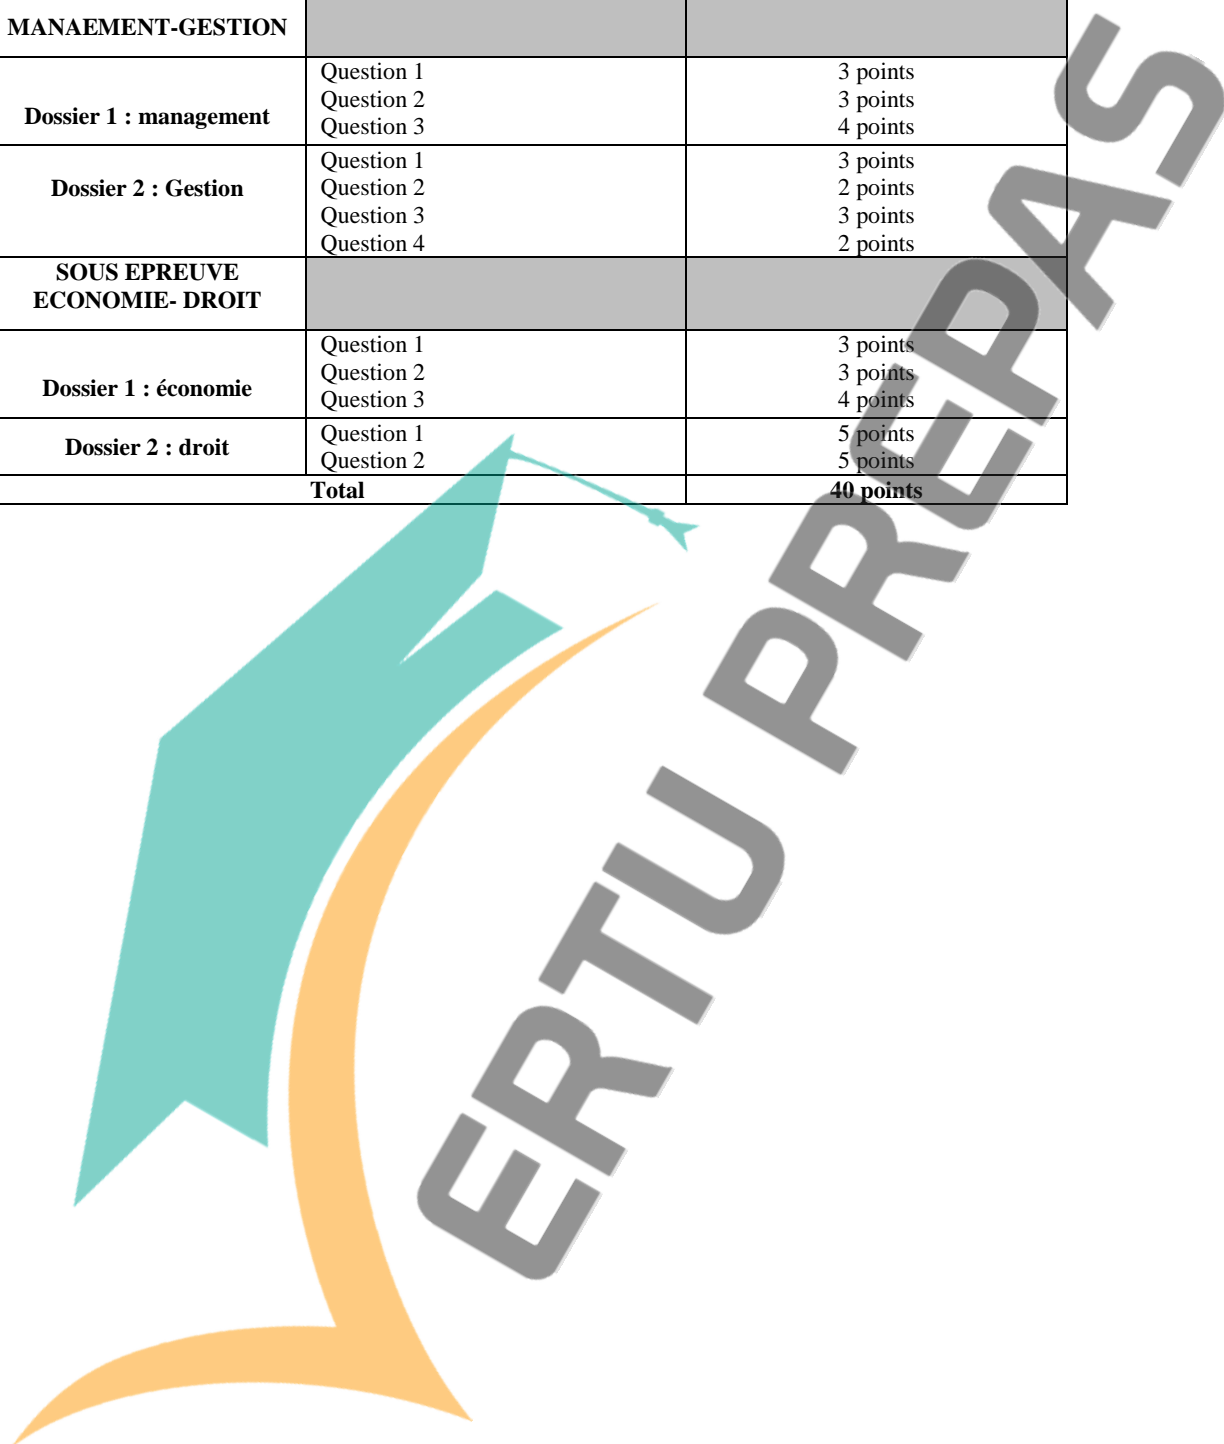 MANAEMENT-GESTION
Dossier 1 : management
Question 1 3 points
Question 2 3 points
Question 3 4 points
Dossier 2 : Gestion
Question 1 3 points
Question 2 2 points
Question 3 3 points
Question 4 2 points
SOUS EPREUVE
ECONOMIE- DROIT
Dossier 1 : économie
Question 1 3 points
Question 2 3 points
Question 3 4 points
Dossier 2 : droit
Question 1 5 points
Question 2 5 points
Total 40 points
ERTU PREPAS